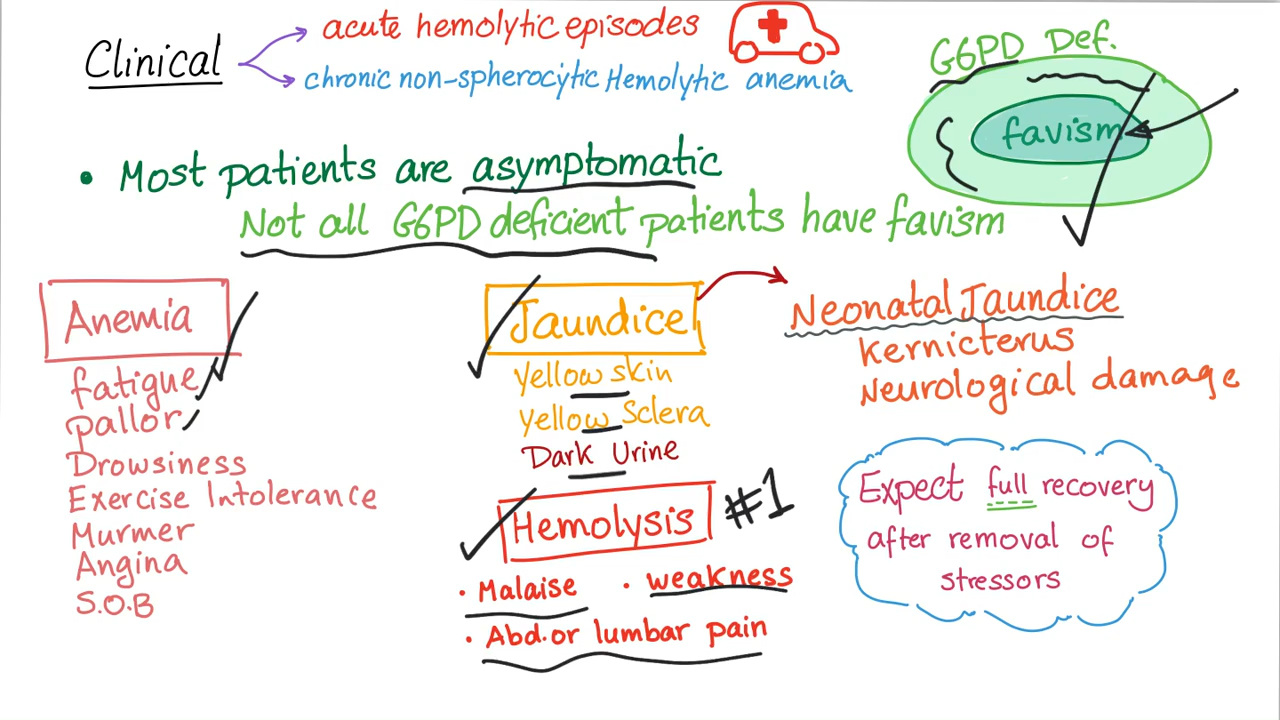 Clinical
acute hemolytic episodes
chronic non-spherocytic Hemolytic anemia
G6PD Def.
favism
• Most patients are asymptomatic
Not all G6PD deficient patients have favism
Anemia
fatigue
pallor
Drowsiness
Exercise Intolerance
Murmer
Angina
S.O.B
Jaundice
Yellow skin
Yellow Sclera
Dark Urine
Hemolysis #1
• Malaise • weakness
• Abd.or lumbar pain
Neonatal Jaundice
Kernicterus
Neurological damage
Expect full recovery
after removal of
stressors